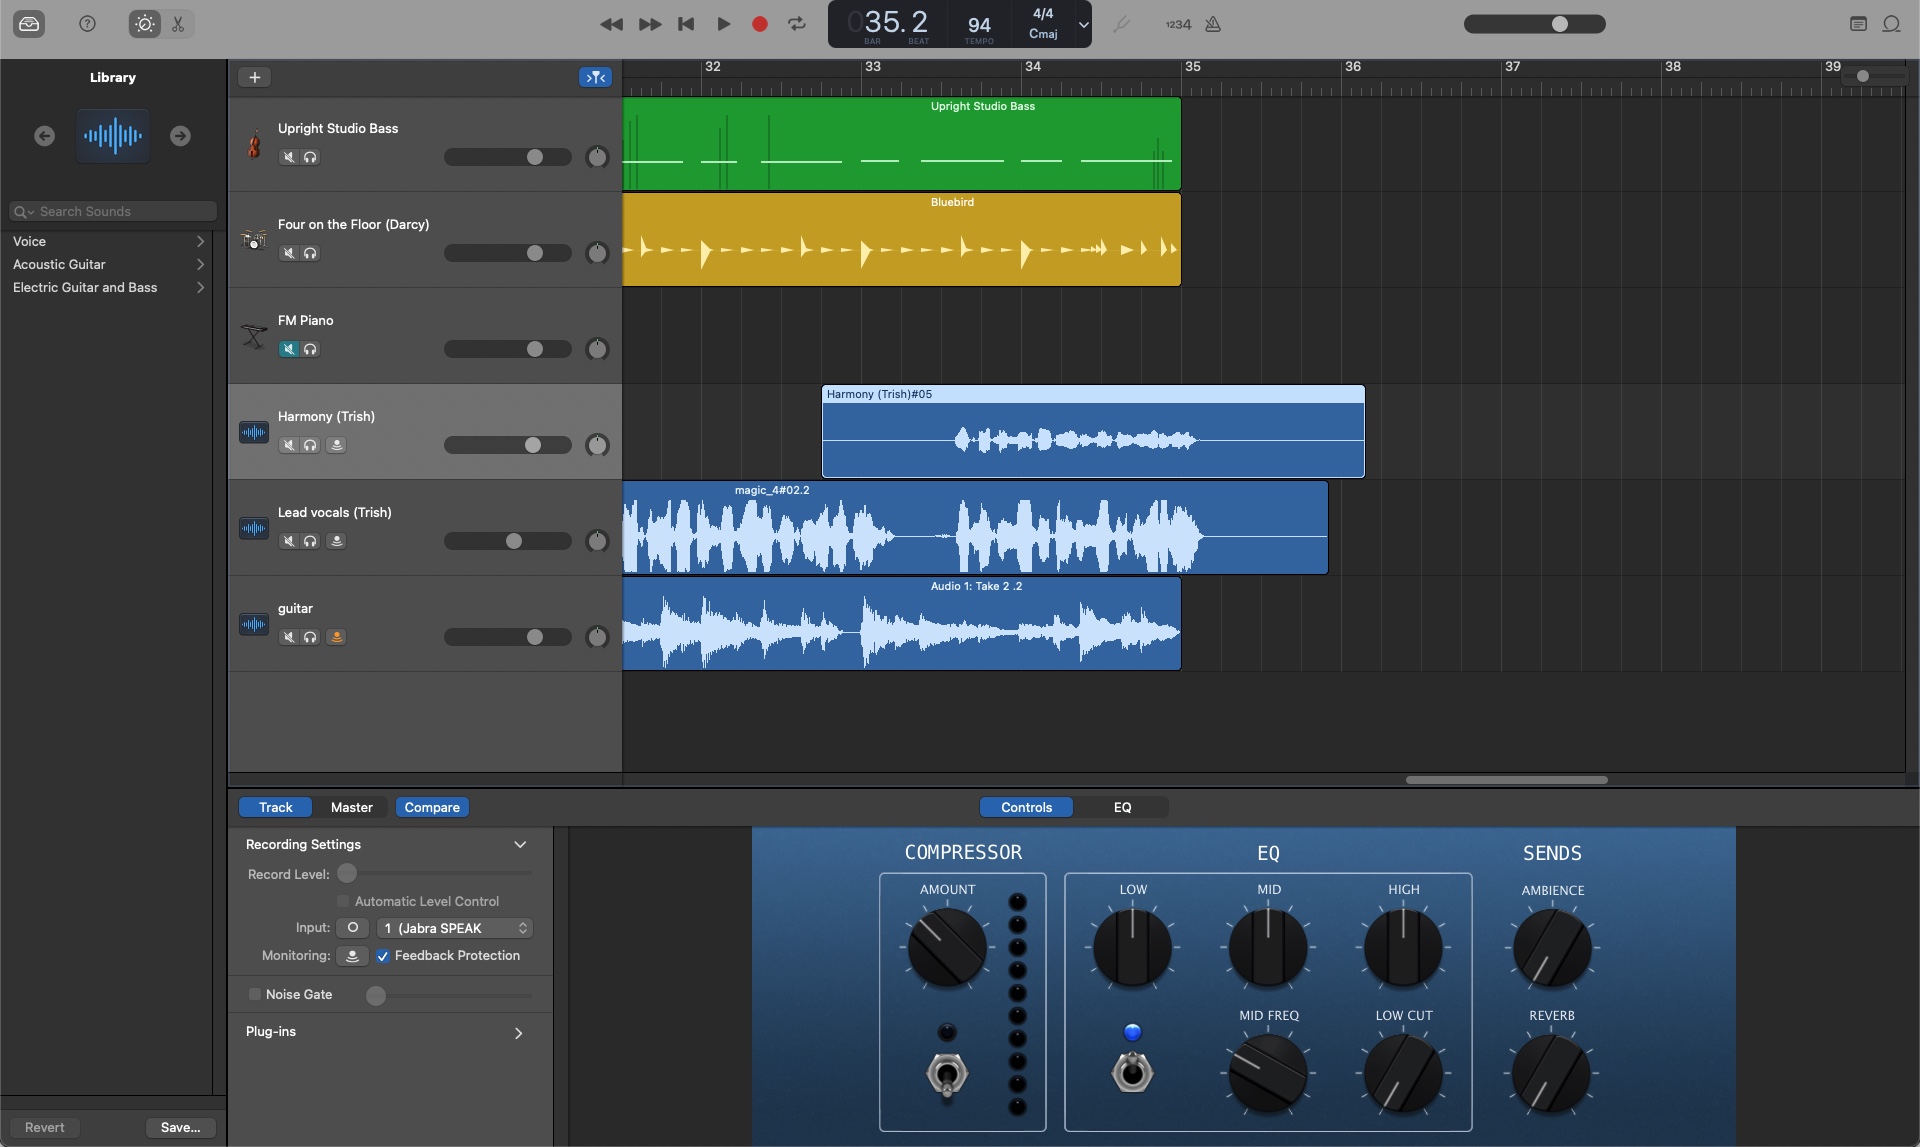 035.2
BAR
BEAT
94
TEMPO
4/4
Cmaj
1234
Library
Search Sounds
Voice
Acoustic Guitar
Electric Guitar and Bass
Revert
Save...
32
33
34
35
36
37
38
39
Upright Studio Bass
Upright Studio Bass
Four on the Floor (Darcy)
Bluebird
FM Piano
Harmony (Trish)
Harmony (Trish)#05
Lead vocals (Trish)
magic_4#02.2
guitar
Audio 1: Take 2 .2
Track
Master
Compare
Controls
EQ
Recording Settings
Record Level:
Automatic Level Control
Input:
1 (Jabra SPEAK
Monitoring:
Feedback Protection
Noise Gate
Plug-ins
COMPRESSOR
AMOUNT
EQ
LOW
MID
HIGH
MID FREQ
LOW CUT
SENDS
AMBIENCE
REVERB